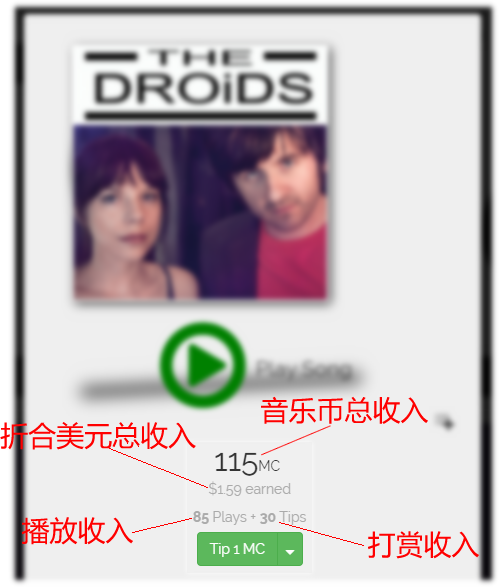 THE
DROiDS
Play Song
音乐币总收入
折合美元总收入
115MC
$1.59 earned
85 Plays + 30 Tips
播放收入
打赏收入
Tip 1 MC